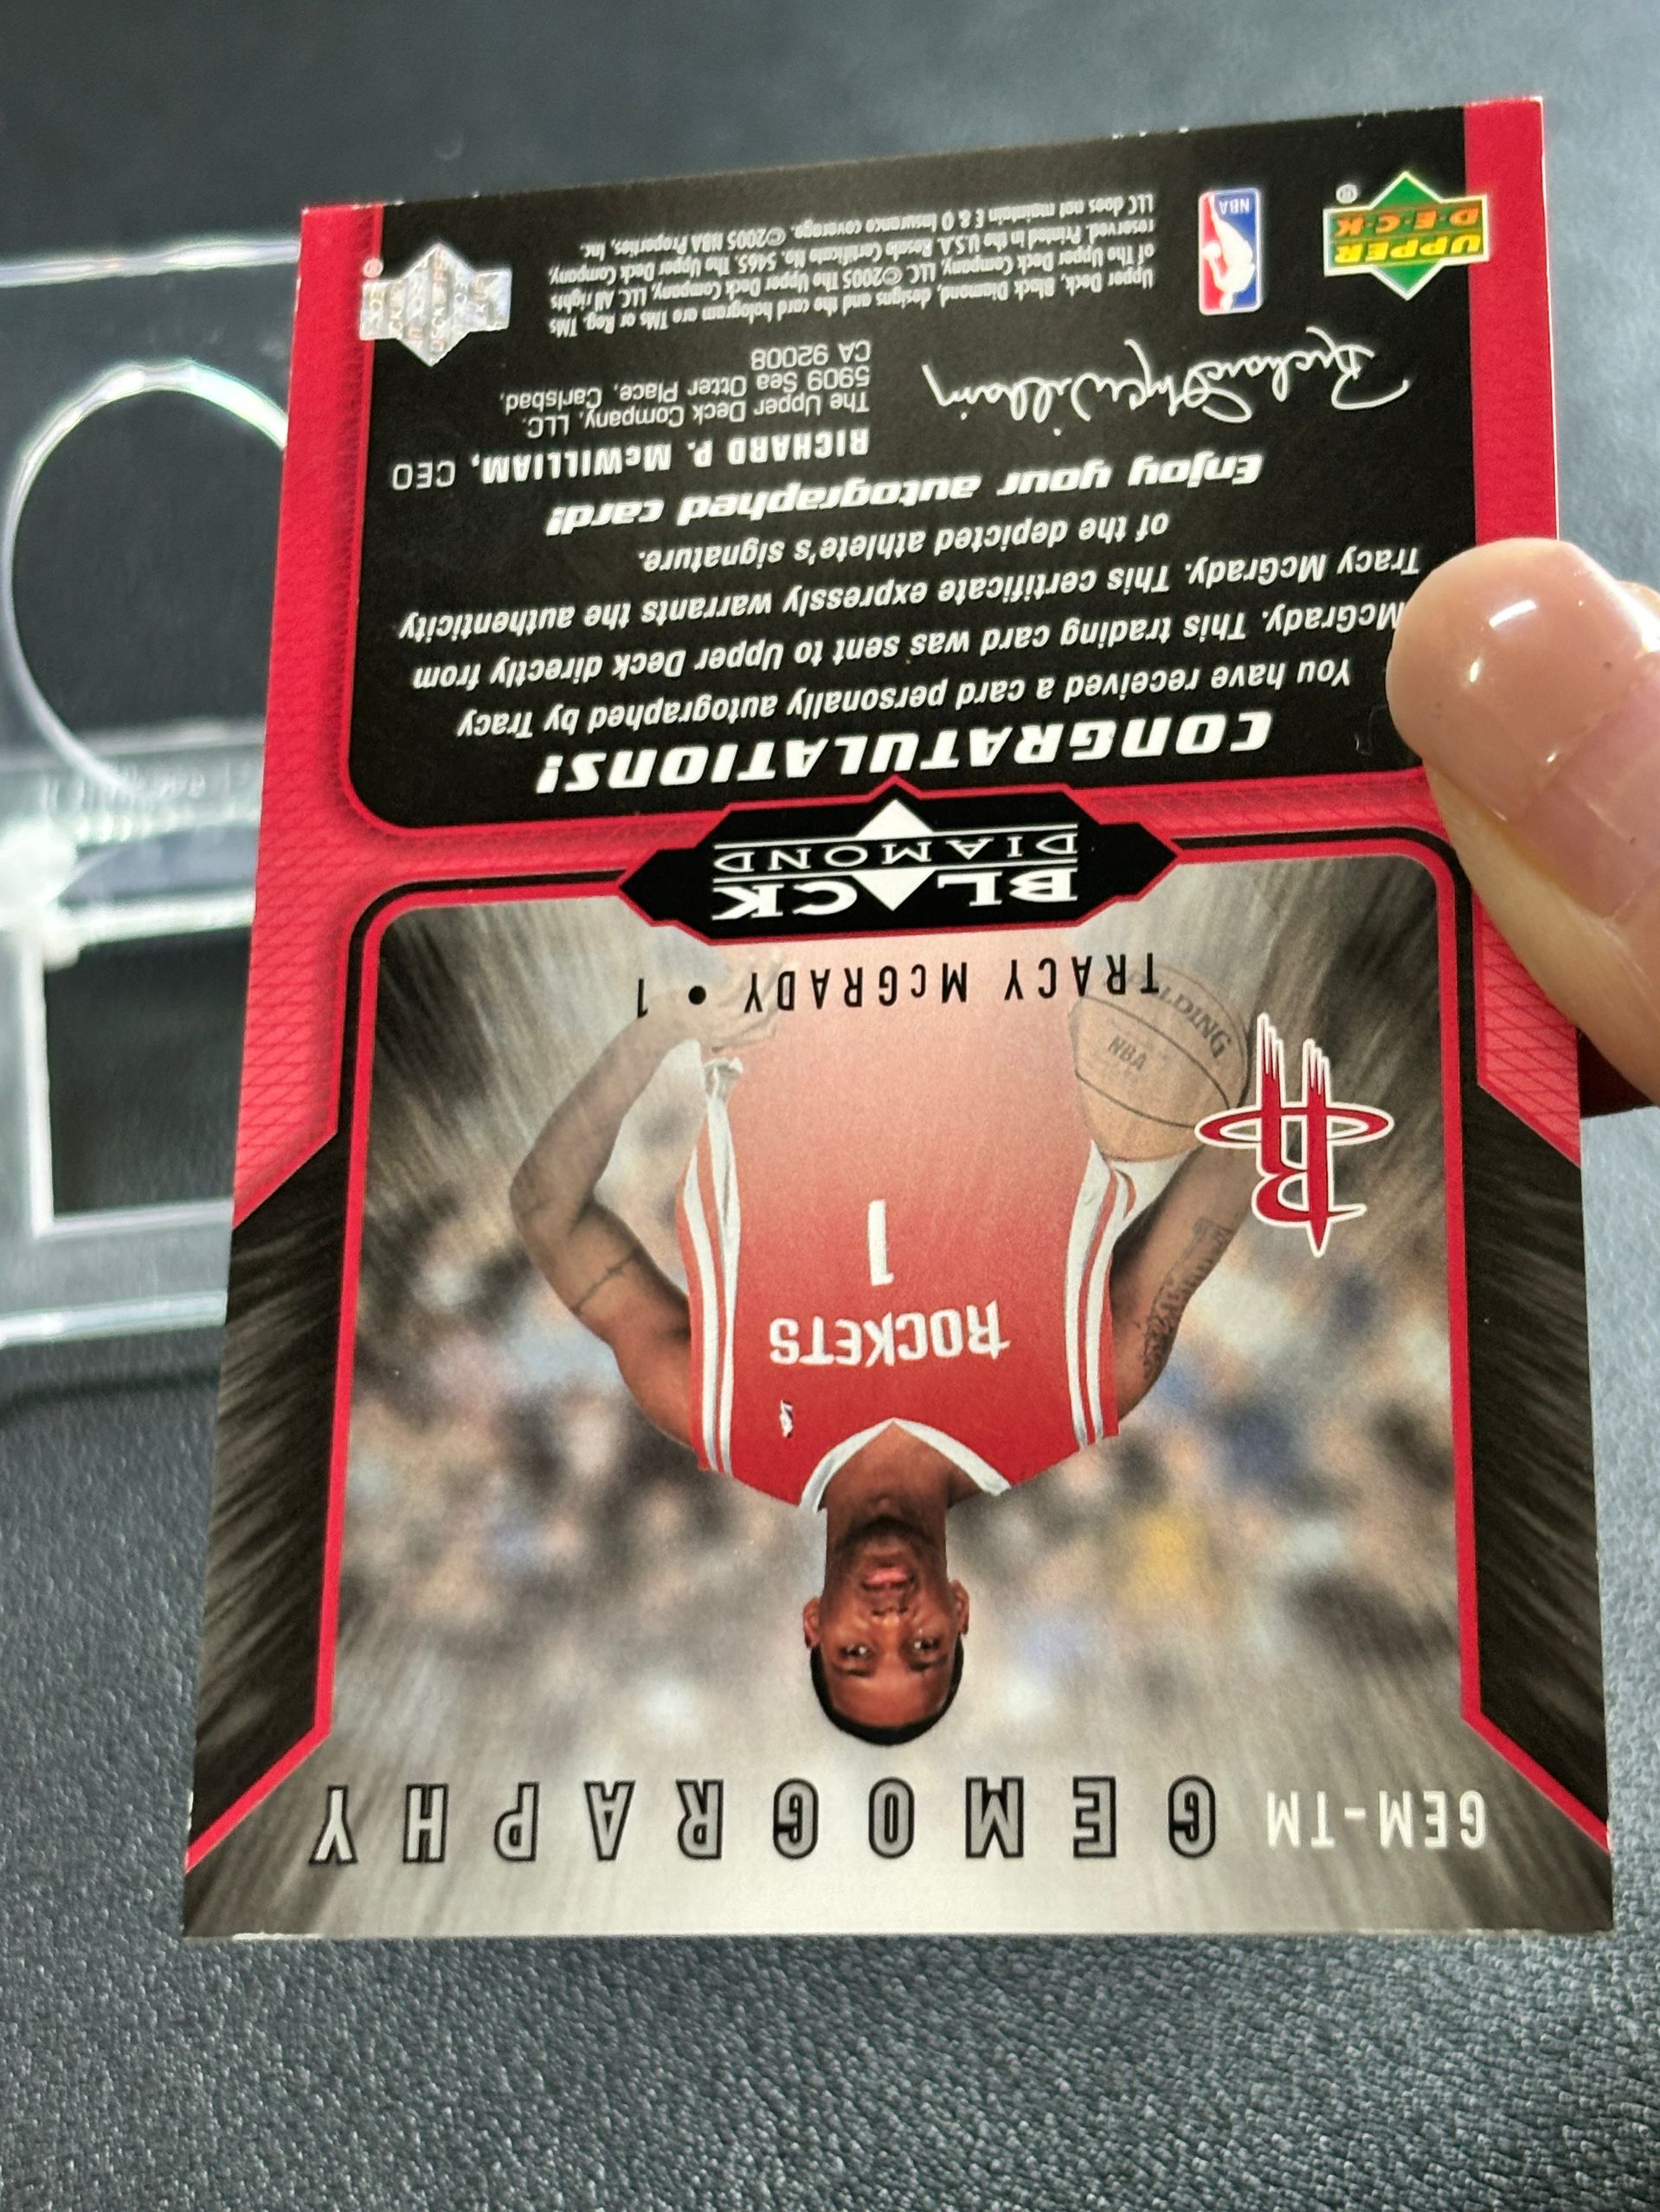 GEM-TM GEMOGRAPHY
ROCKETS
1
NBA
SPALDING
TRACY McGRADY • 1
BLACK
DIAMOND
CONGRATULATIONS!
You have received a card personally autographed by Tracy
McGrady. This trading card was sent to Upper Deck directly from
Tracy McGrady. This certificate expressly warrants the authenticity
of the depicted athlete's signature.
Enjoy your autographed card!
RICHARD P. McWILLIAM, CEO
The Upper Deck Company, LLC.
5909 Sea Otter Place, Carlsbad,
CA 92008
Upper Deck, Black Diamond, designs and the card hologram are TMs or Reg. TMs
of The Upper Deck Company, LLC ©2005 The Upper Deck Company, LLC. All rights
reserved. Printed in the U.S.A. Resale Certificate No. 5465. The Upper Deck Company,
LLC does not maintain E & O Insurance coverage. ©2005 NBA Properties, Inc.
UPPER
DECK
®
NBA
®